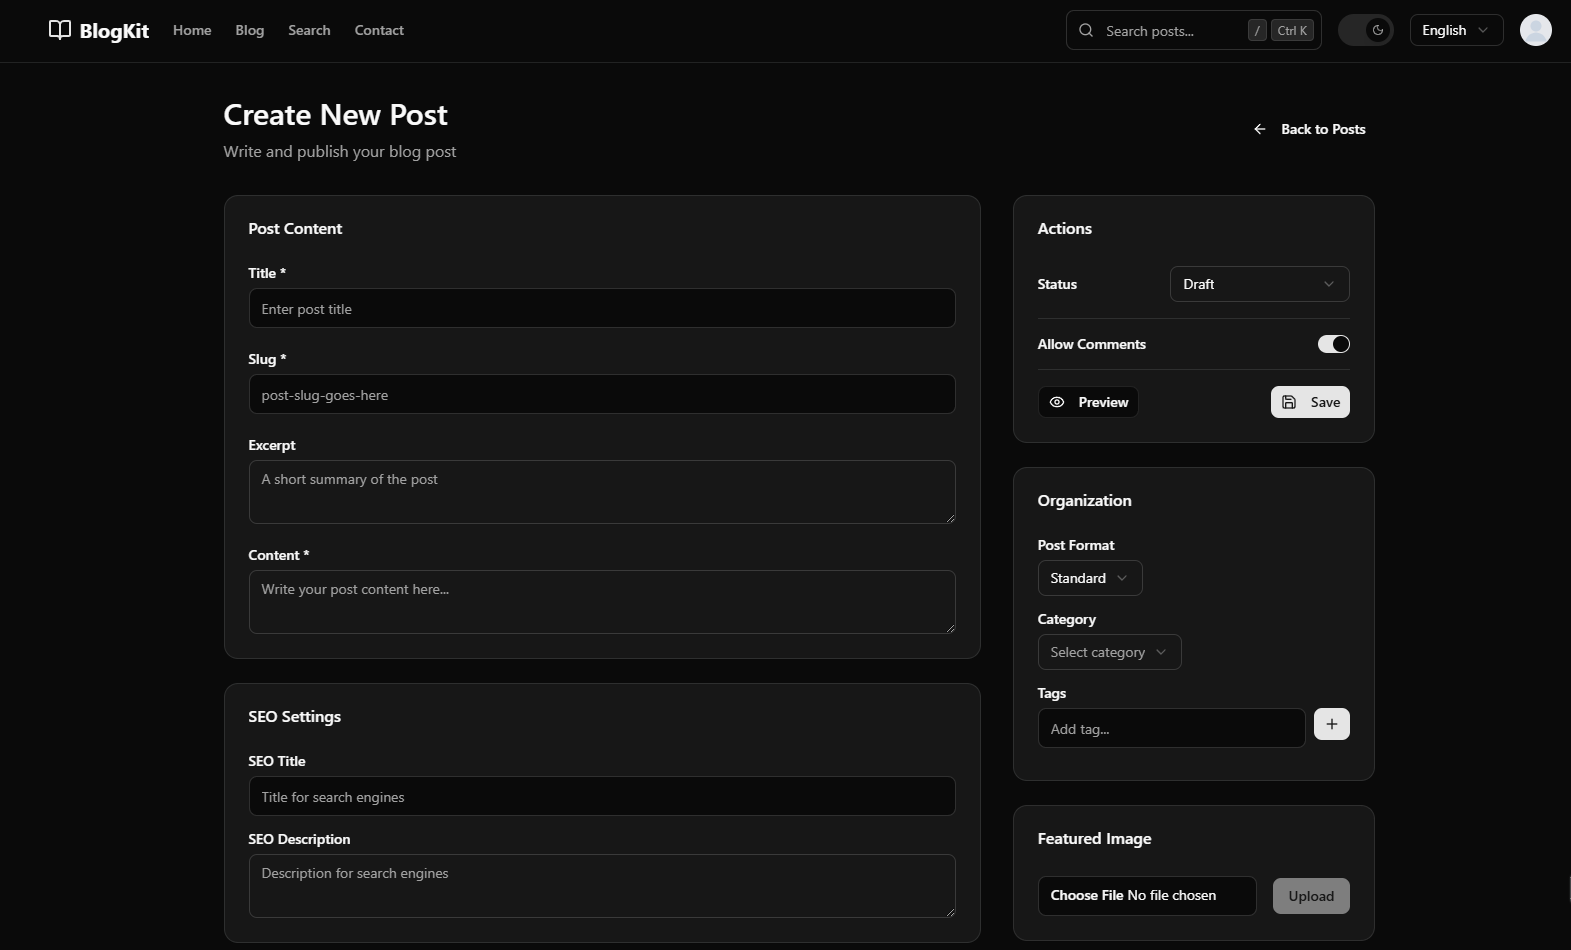 BlogKit
Home
Blog
Search
Contact
Search posts...
/
Ctrl K
English
Create New Post
Write and publish your blog post
Back to Posts
Post Content
Title *
Enter post title
Slug *
post-slug-goes-here
Excerpt
A short summary of the post
Content *
Write your post content here...
SEO Settings
SEO Title
Title for search engines
SEO Description
Description for search engines
Actions
Status
Draft
Allow Comments
Preview
Save
Organization
Post Format
Standard
Category
Select category
Tags
Add tag...
Featured Image
Choose File No file chosen
Upload